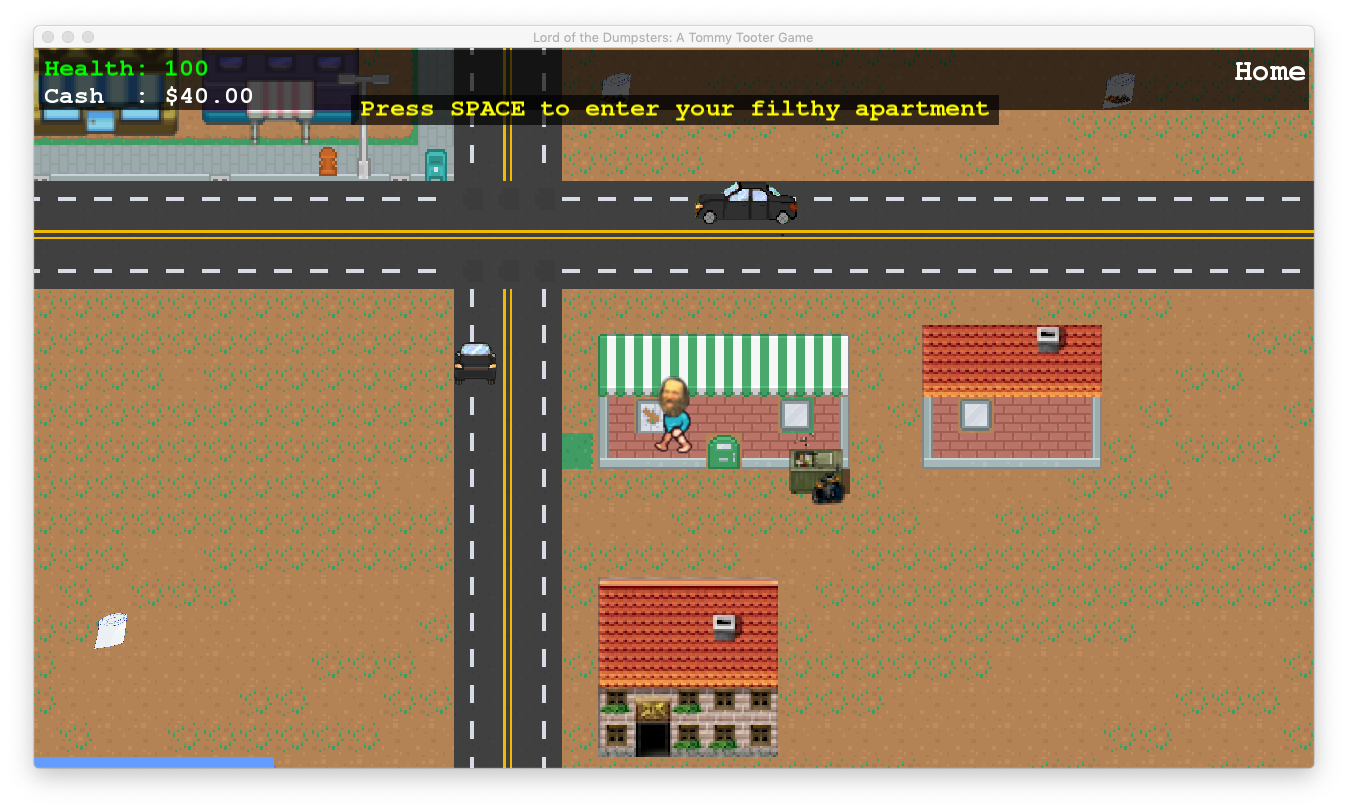 Lord of the Dumpsters: A Tommy Tooter Game
Health: 100
Home
Cash  : $40.00
Press SPACE to enter your filthy apartment